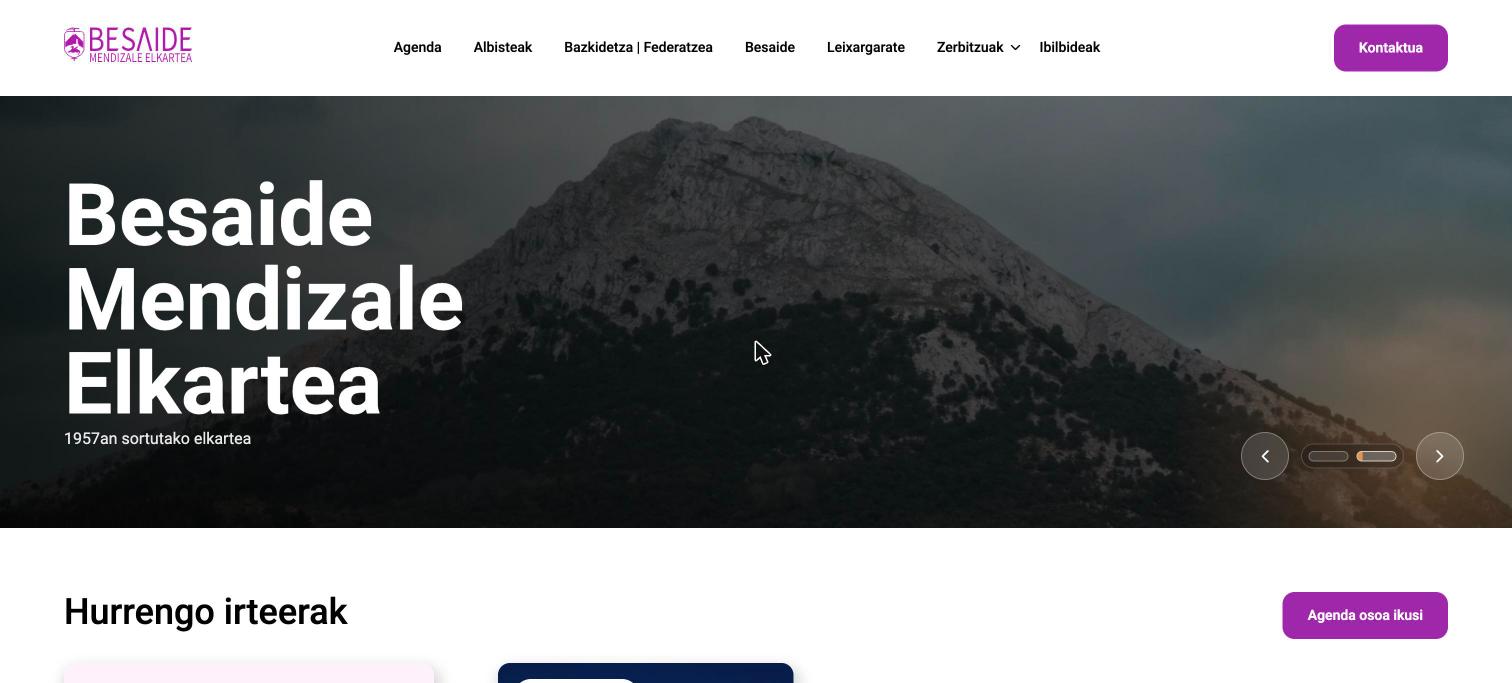 BESAIDE
MENDIZALE ELKARTEA
Agenda
Albisteak
Bazkidetza | Federatzea
Besaide
Leixargarate
Zerbitzuak
Ibilbideak
Kontaktua
Besaide
Mendizale
Elkartea
1957an sortutako elkartea
Hurrengo irteerak
Agenda osoa ikusi